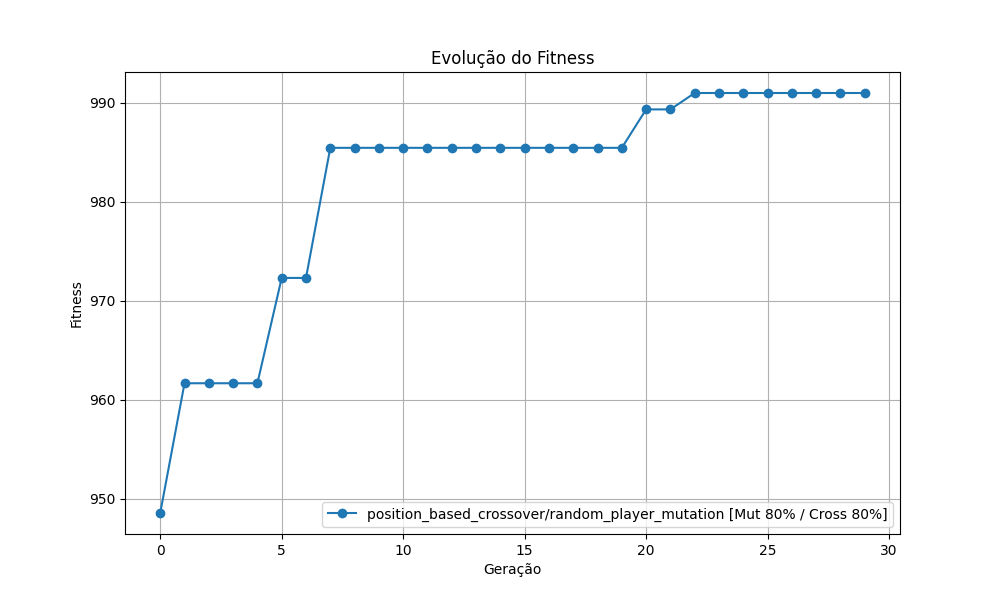 Evolução do Fitness
Fitness
990
980
970
960
950
0 5 10 15 20 25 30
Geração
position_based_crossover/random_player_mutation [Mut 80% / Cross 80%]